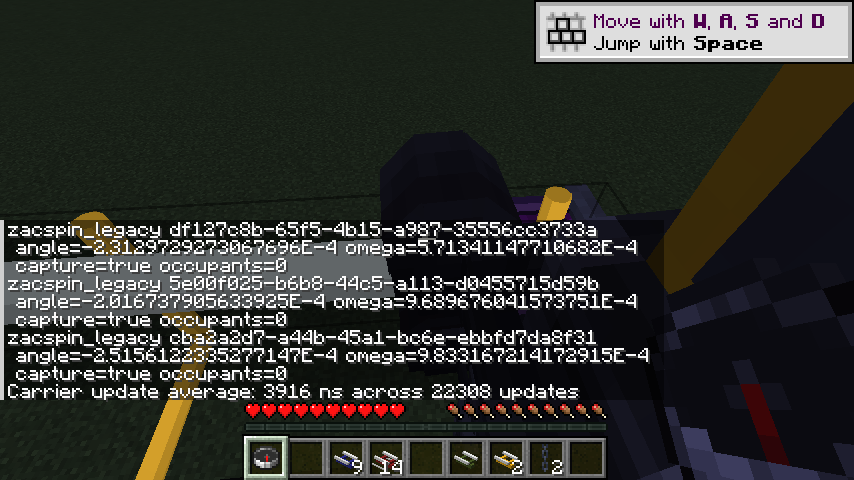 Move with W, A, S and D
Jump with Space
zacspin_legacy df127c8b-65f5-4b15-a987-35556cc3733a
angle=-2.3129729273067696E-4 omega=5.713411477710682E-4
capture=true occupants=0
zacspin_legacy 5e00f025-b6b8-44c5-a113-d0455715d59b
angle=-2.016737905633925E-4 omega=9.689676041573751E-4
capture=true occupants=0
zacspin_legacy cba2a2d7-a44b-45a1-bc6e-ebbfd7da8f31
angle=-2.5156122335277147E-4 omega=9.833167214172915E-4
capture=true occupants=0
Carrier update average: 3916 ns across 22308 updates
9 14 2 2